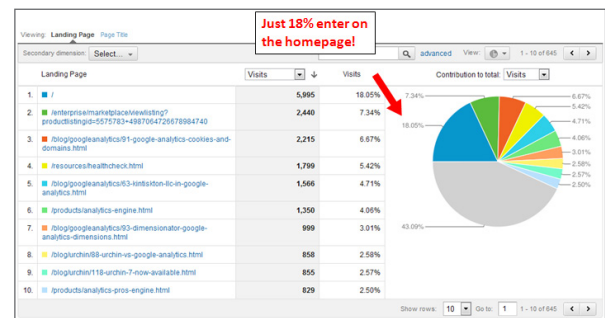 Just 18% enter on
the homepage!
Viewing: Landing Page Page Title
Secondary dimension: Select... advanced View: 1 - 10 of 645
Landing Page Visits Visits Contribution to total: Visits
1. / 5,995 18.05%
2. /enterprise/marketplace/viewlisting?
productlistingid=5575783+4987064726678984740 2,440 7.34%
3. /blog/googleanalytics/91-google-analytics-cookies-and-
domains.html 2,215 6.67%
4. /resources/healthcheck.html 1,799 5.42%
5. /blog/googleanalytics/63-kintiskton-llc-in-google-
analytics.html 1,566 4.71%
6. /products/analytics-engine.html 1,350 4.06%
7. /blog/googleanalytics/93-dimensionator-google-
analytics-dimensions.html 999 3.01%
8. /blog/urchin/88-urchin-vs-google-analytics.html 858 2.58%
9. /blog/urchin/118-urchin-7-now-available.html 855 2.57%
10. /products/analytics-pros-engine.html 829 2.50%
7.34%
18.05%
43.09%
6.67%
5.42%
4.71%
4.06%
3.01%
2.58%
2.57%
2.50%
Show rows: 10 Go to: 1 1 - 10 of 645